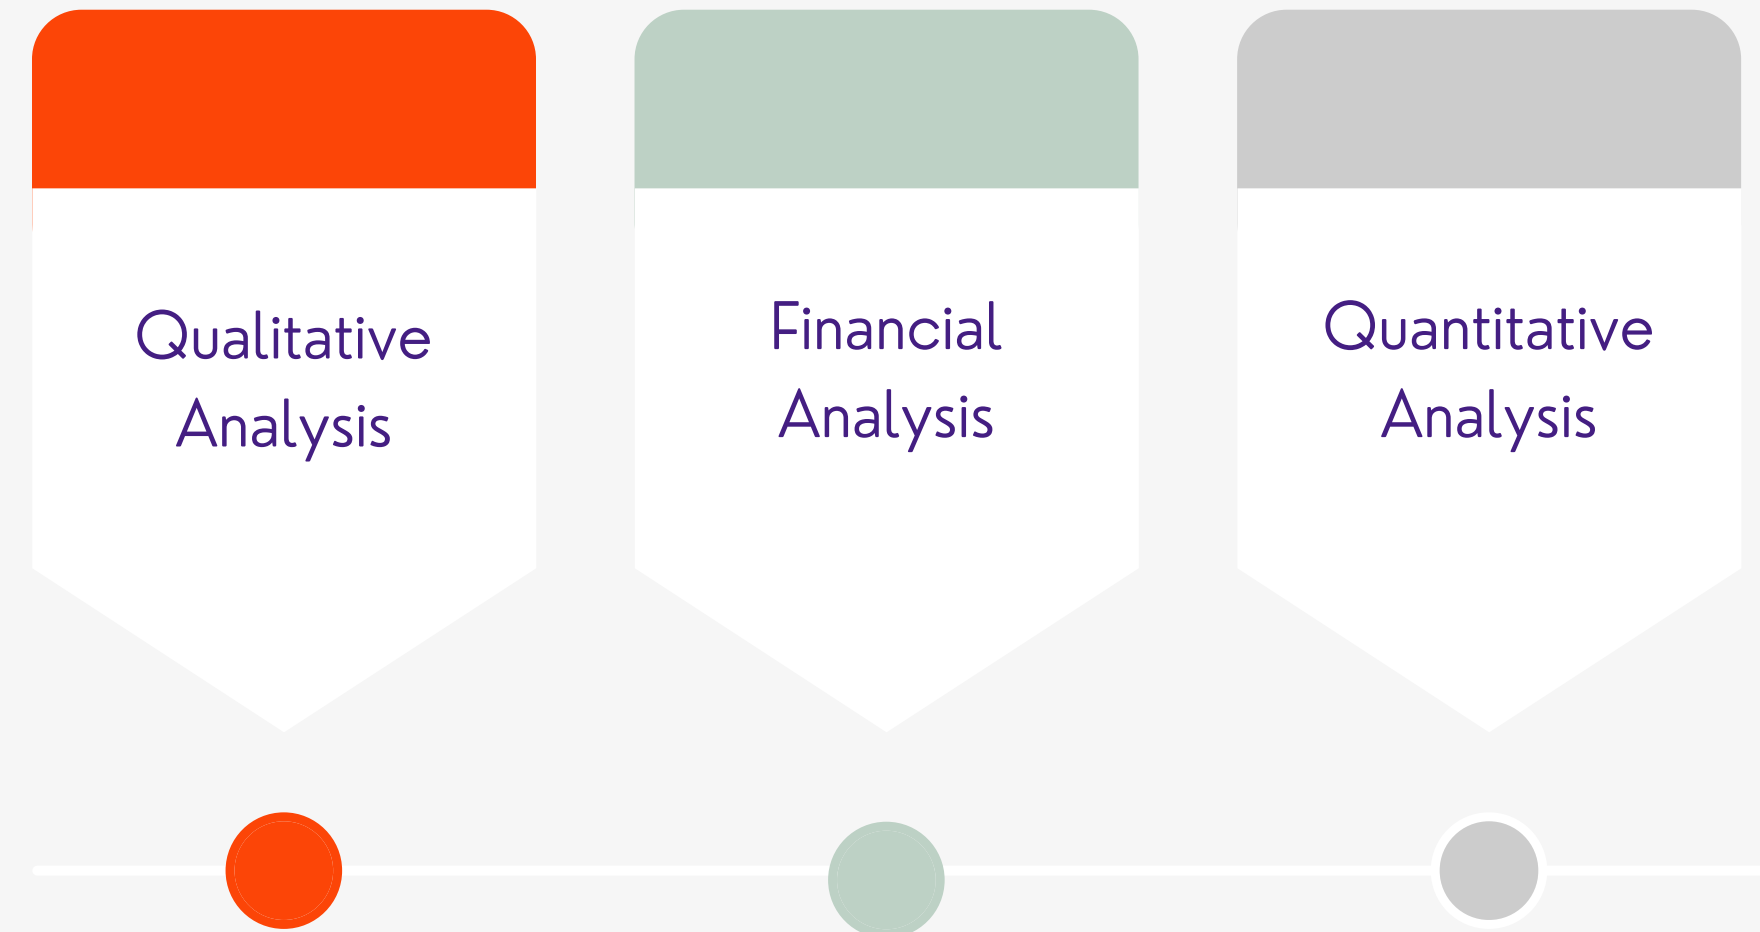 Qualitative
Analysis
Financial
Analysis
Quantitative
Analysis